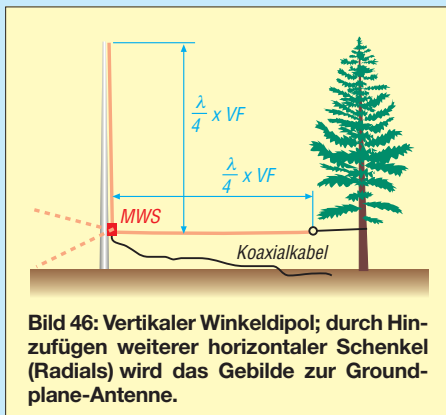 λ/4 x VF
λ/4 x VF
MWS
Koaxialkabel
Bild 46: Vertikaler Winkeldipol; durch Hin-
zufügen weiterer horizontaler Schenkel
(Radials) wird das Gebilde zur Ground-
plane-Antenne.